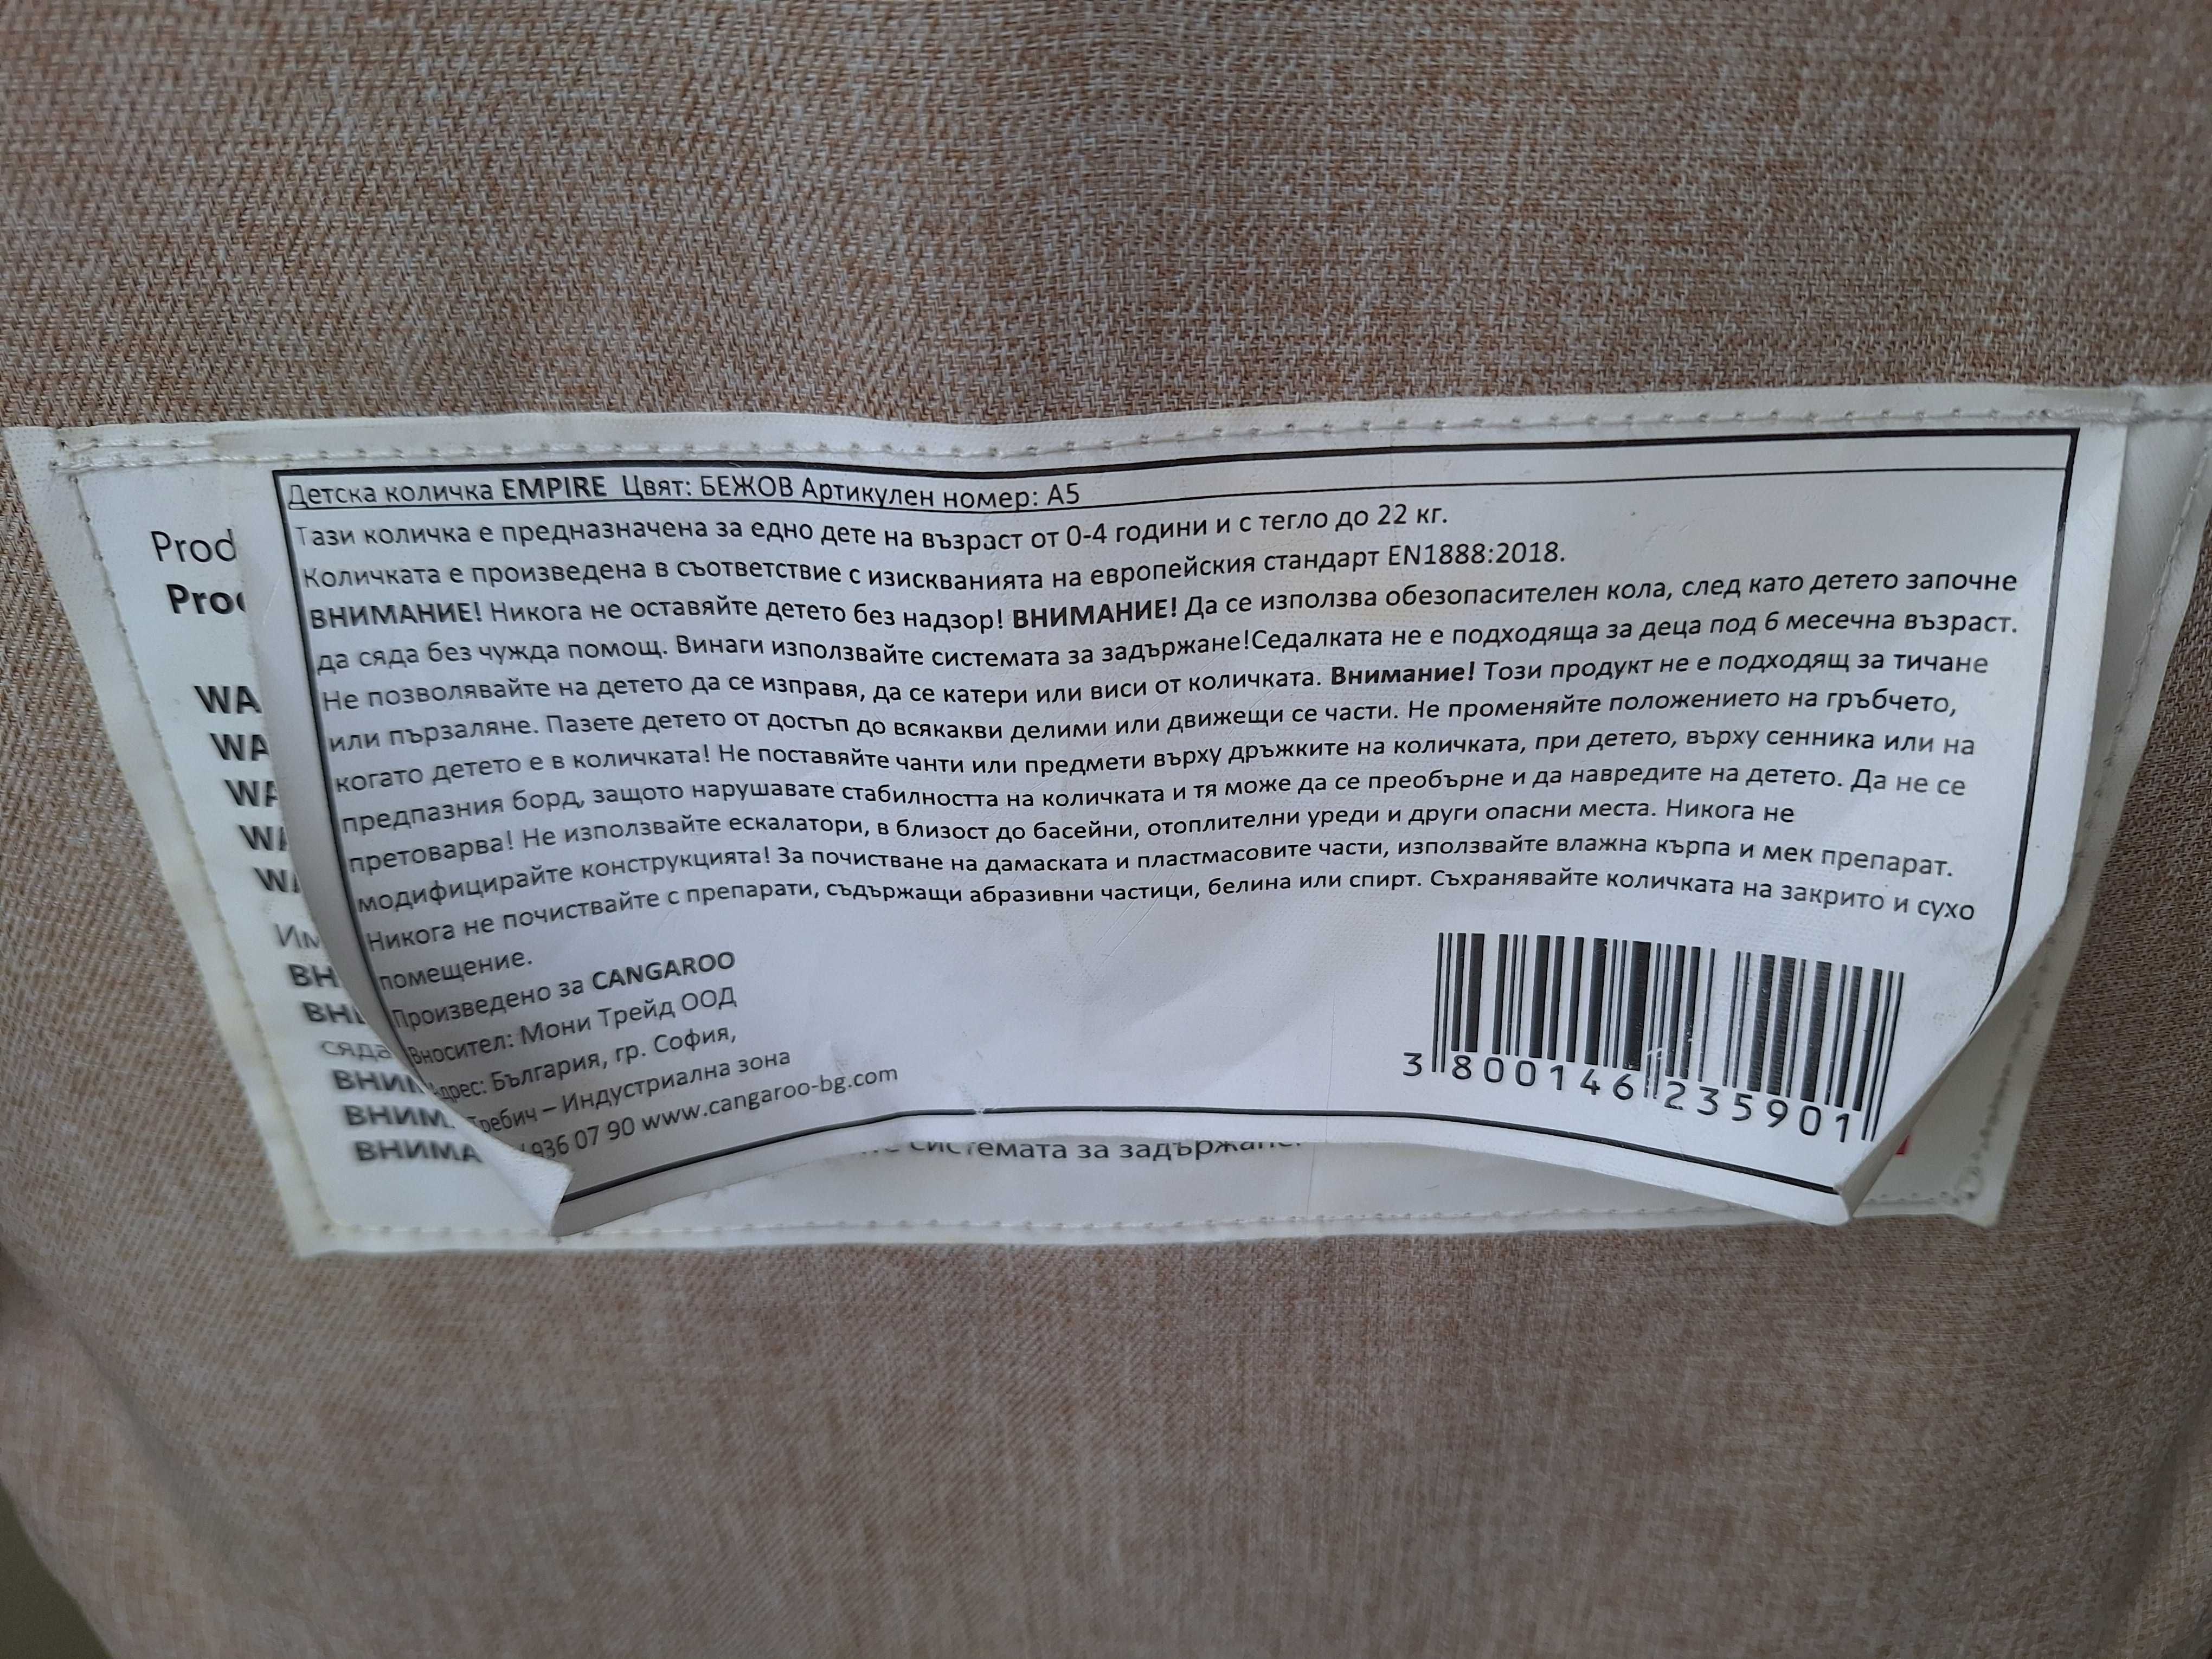 Детска количка EMPIRE Цвят: БЕЖОВ Артикулен номер: A5
Тази количка е предназначена за едно дете на възраст от 0-4 години и с тегло до 22 кг.
Количката е произведена в съответствие с изискванията на европейския стандарт EN1888:2018.
ВНИМАНИЕ! Никога не оставяйте детето без надзор! ВНИМАНИЕ! Да се използва обезопасителен кола, след като детето започне
да сяда без чужда помощ. Винаги използвайте системата за задържане!Седалката не е подходяща за деца под 6 месечна възраст.
Не позволявайте на детето да се изправя, да се катери или виси от количката. Внимание! Този продукт не е подходящ за тичане
или пързаляне. Пазете детето от достъп до всякакви делими или движещи се части. Не променяйте положението на гръбчето,
когато детето е в количката! Не поставяйте чанти или предмети върху дръжките на количката, при детето, върху сенника или на
предпазния борд, защото нарушавате стабилността на количката и тя може да се преобърне и да навредите на детето. Да не се
претоварва! Не използвайте ескалатори, в близост до басейни, отоплителни уреди и други опасни места. Никога не
модифицирайте конструкцията! За почистване на дамаската и пластмасовите части, използвайте влажна кърпа и мек препарат.
Никога не почиствайте с препарати, съдържащи абразивни частици, белина или спирт. Съхранявайте количката на закрито и сухо
помещение.
Произведено за CANGAROO
Вносител: Мони Трейд ООД
Адрес: България, гр. София,
Требич – Индустриална зона
936 07 90 www.cangaroo-bg.com
3 800146 235901
Prod
Proc
WA
WA
WA
WA
WA
Им
ВН
ВН
сяда
ВНИМ
ВНИМ
ВНИМА
системата за задържане